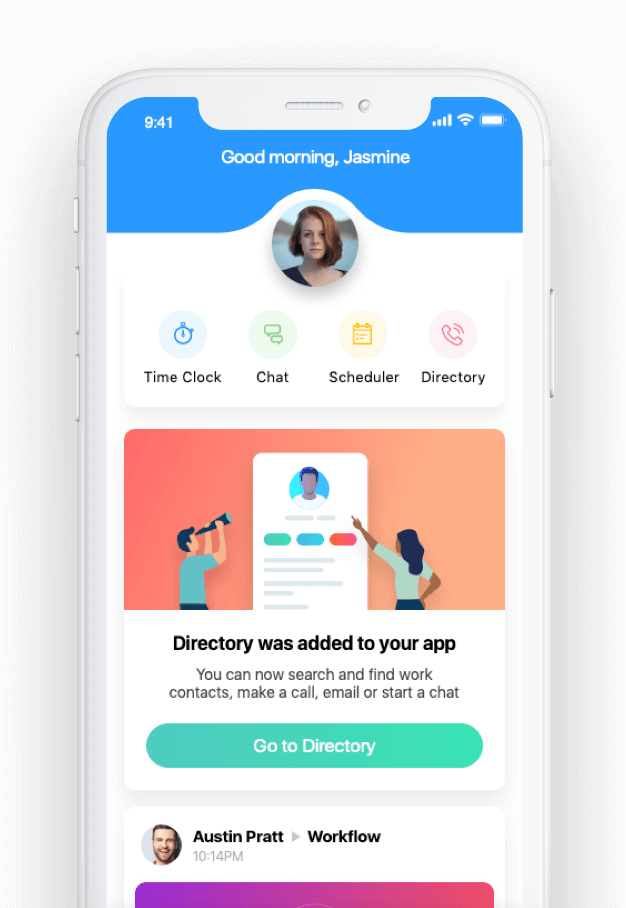 9:41
Good morning, Jasmine
Time Clock
Chat
Scheduler
Directory
Directory was added to your app
You can now search and find work
contacts, make a call, email or start a chat
Go to Directory
Austin Pratt ▶ Workflow
10:14PM